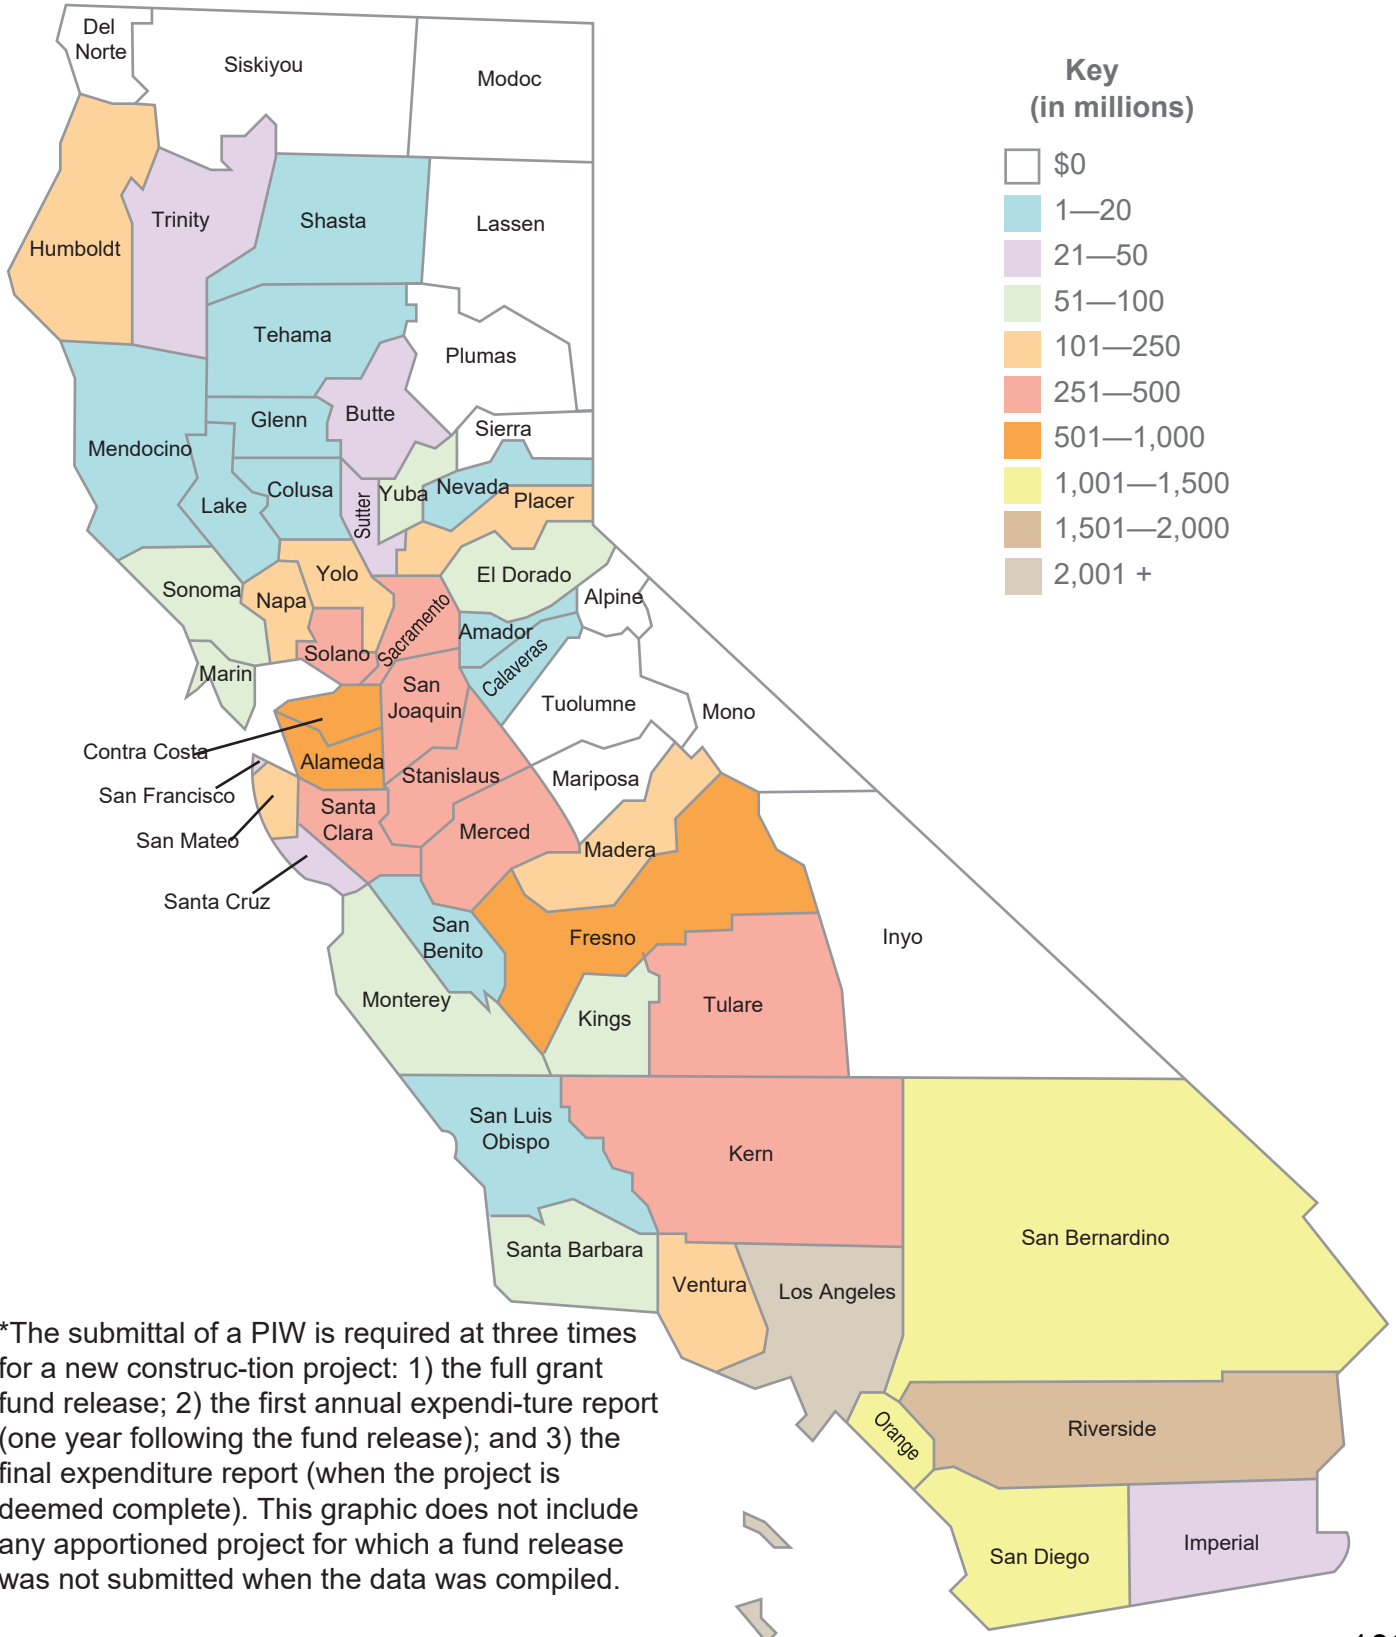 Del
Norte
Siskiyou
Modoc
Key
(in millions)
$0
1—20
21—50
51—100
101—250
251—500
501—1,000
1,001—1,500
1,501—2,000
2,001 +
Humboldt
Trinity
Shasta
Lassen
Tehama
Plumas
Mendocino
Glenn
Butte
Sierra
Lake
Colusa
Sutter
Yuba
Nevada
Placer
Sonoma
Napa
Yolo
El Dorado
Alpine
Marin
Solano
Sacramento
Amador
Calaveras
San
Joaquin
Tuolumne
Mono
Contra Costa
Alameda
Stanislaus
Mariposa
San Francisco
San Mateo
Santa
Clara
Merced
Madera
Santa Cruz
San
Benito
Fresno
Inyo
Monterey
Kings
Tulare
San Luis
Obispo
Kern
San Bernardino
Santa Barbara
Ventura
Los Angeles
Orange
Riverside
San Diego
Imperial
*The submittal of a PIW is required at three times
for a new construc-tion project: 1) the full grant
fund release; 2) the first annual expendi-ture report
(one year following the fund release); and 3) the
final expenditure report (when the project is
deemed complete). This graphic does not include
any apportioned project for which a fund release
was not submitted when the data was compiled.